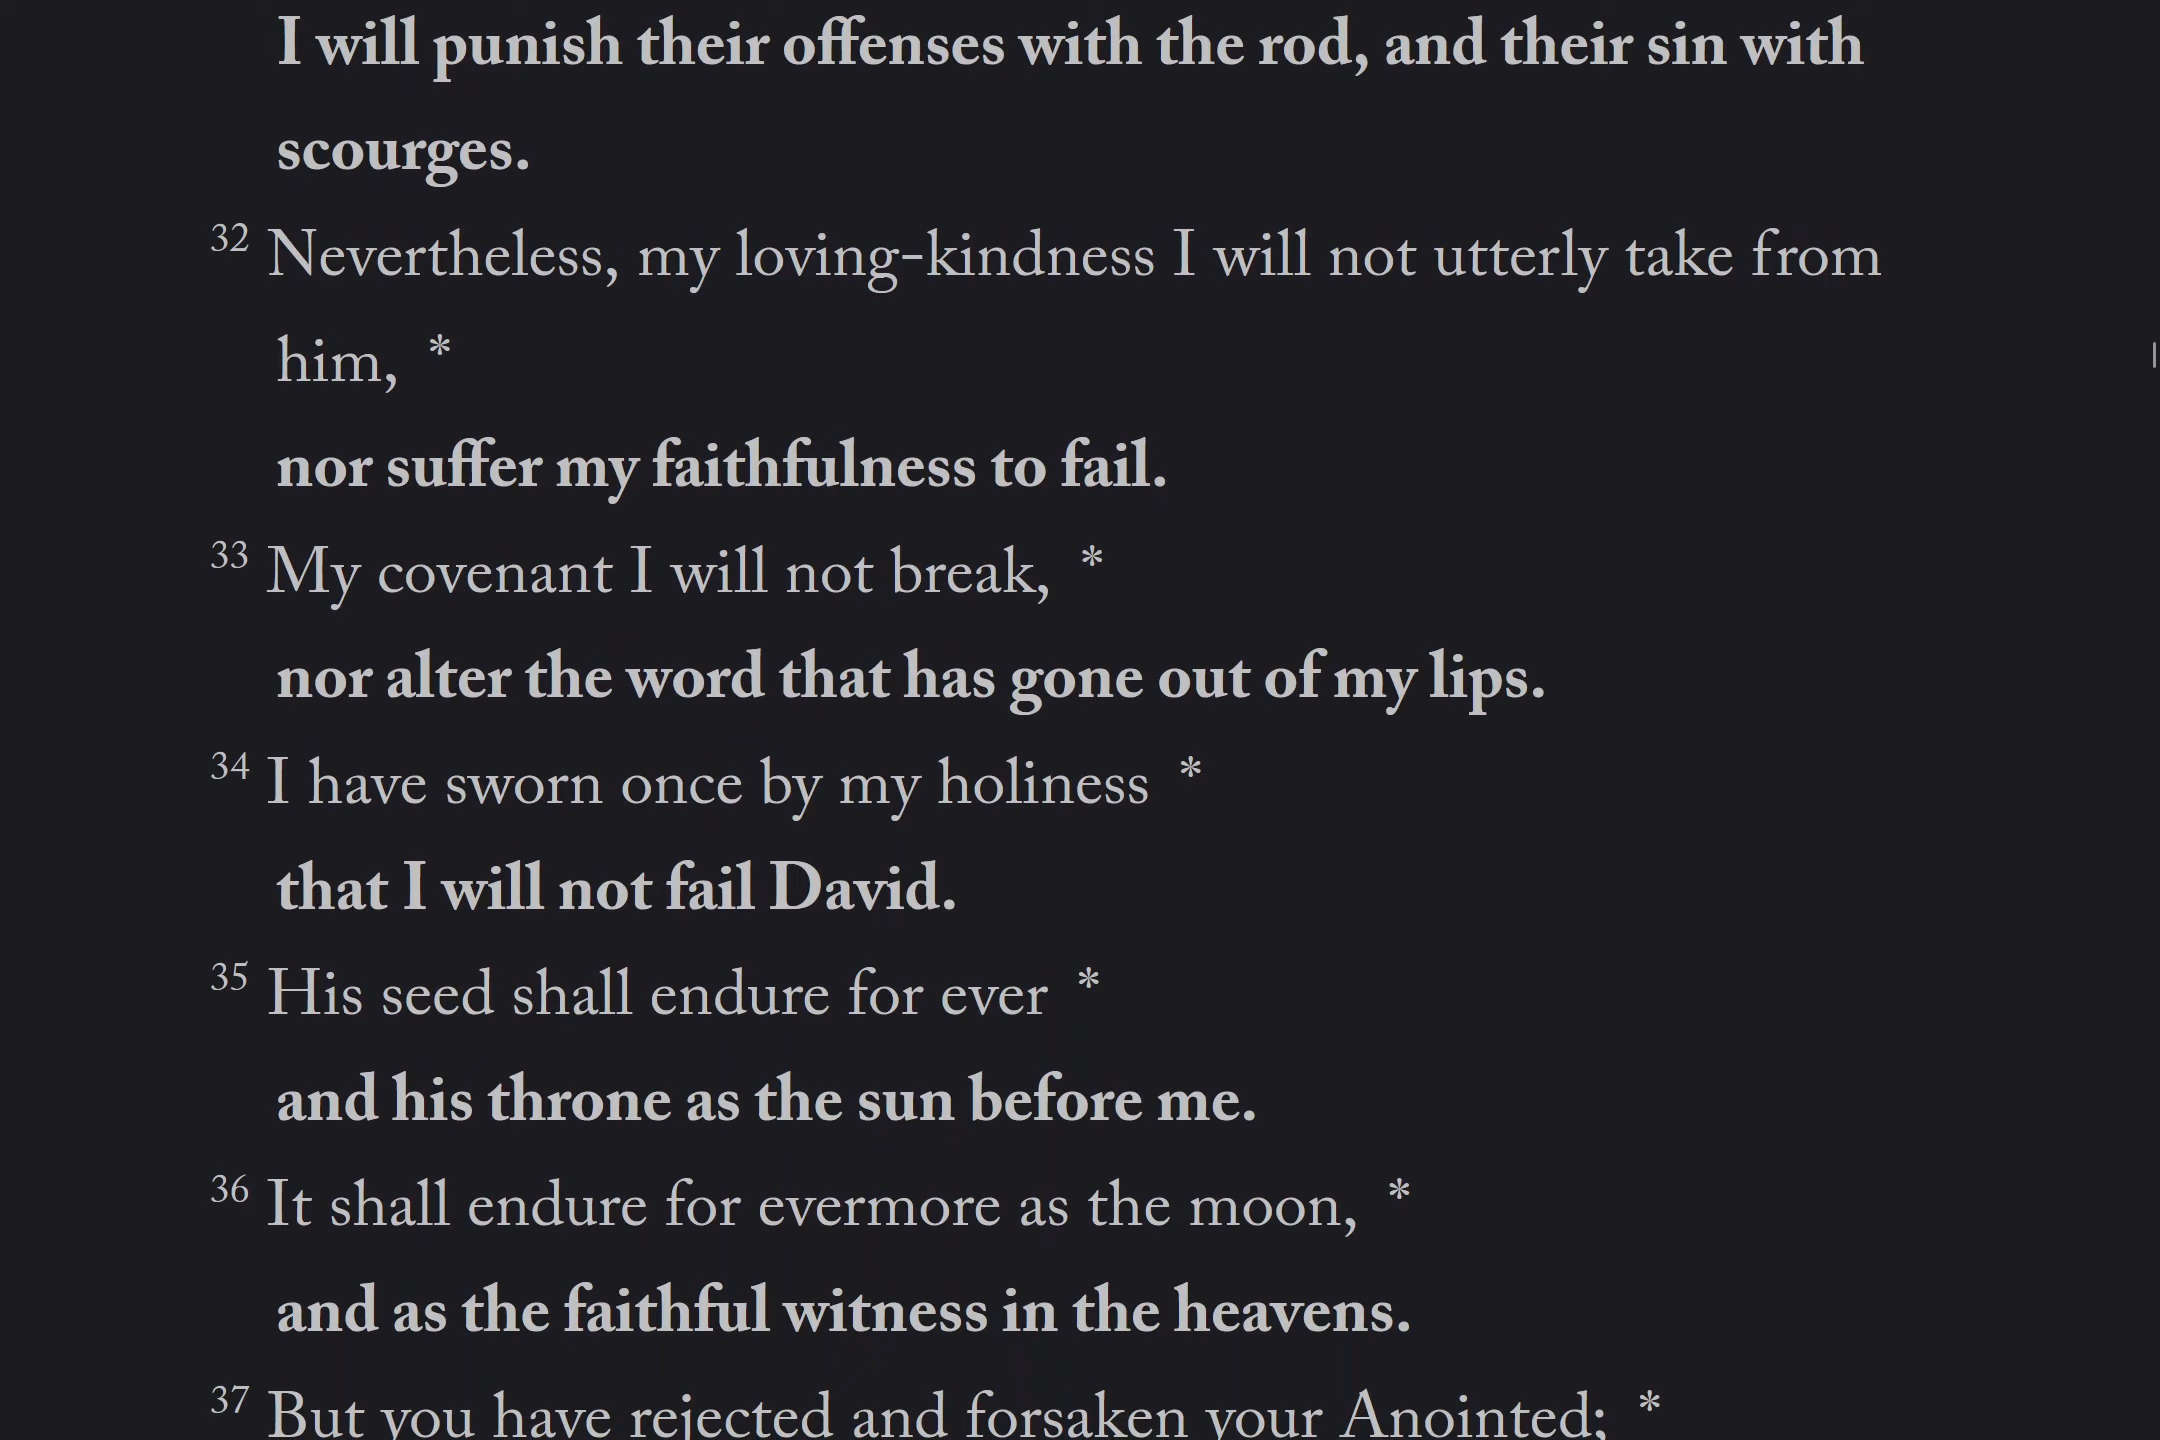 I will punish their offenses with the rod, and their sin with
scourges.
32 Nevertheless, my loving-kindness I will not utterly take from
him, *
nor suffer my faithfulness to fail.
33 My covenant I will not break, *
nor alter the word that has gone out of my lips.
34 I have sworn once by my holiness *
that I will not fail David.
35 His seed shall endure for ever *
and his throne as the sun before me.
36 It shall endure for evermore as the moon, *
and as the faithful witness in the heavens.
37 But you have rejected and forsaken your Anointed; *